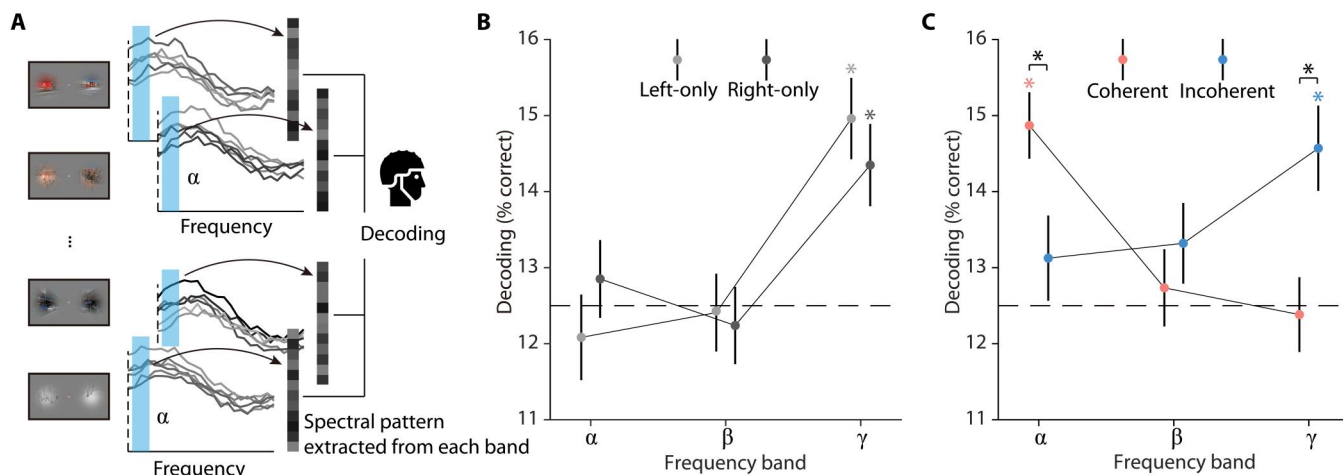 A
α
Frequency
Decoding
...
α
Spectral pattern
extracted from each band
Frequency
B
Left-only Right-only
*
*
Decoding (% correct)
16
15
14
13
12
11
α β γ
Frequency band
C
Coherent Incoherent
*
*
*
*
Decoding (% correct)
16
15
14
13
12
11
α β γ
Frequency band